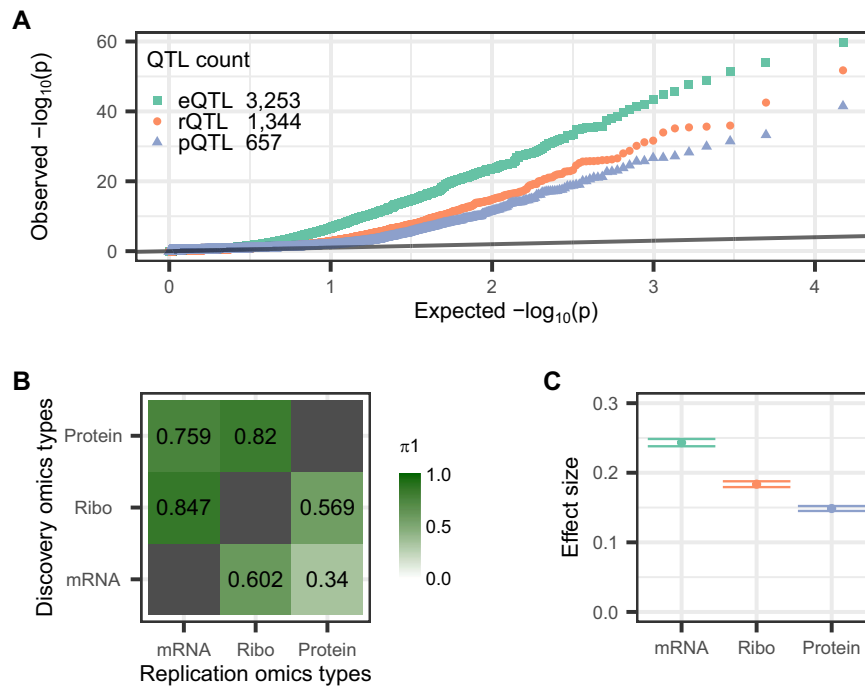 A
QTL count
eQTL 3,253
rQTL 1,344
pQTL 657
Observed −log10(p)
60
40
20
0
0 1 2 3 4
Expected −log10(p)
B
Discovery omics types
Protein 0.759 0.82
Ribo 0.847 0.569
mRNA 0.602 0.34
mRNA Ribo Protein
Replication omics types
π1
1.0
0.5
0.0
C
Effect size
0.3
0.2
0.1
0.0
mRNA Ribo Protein